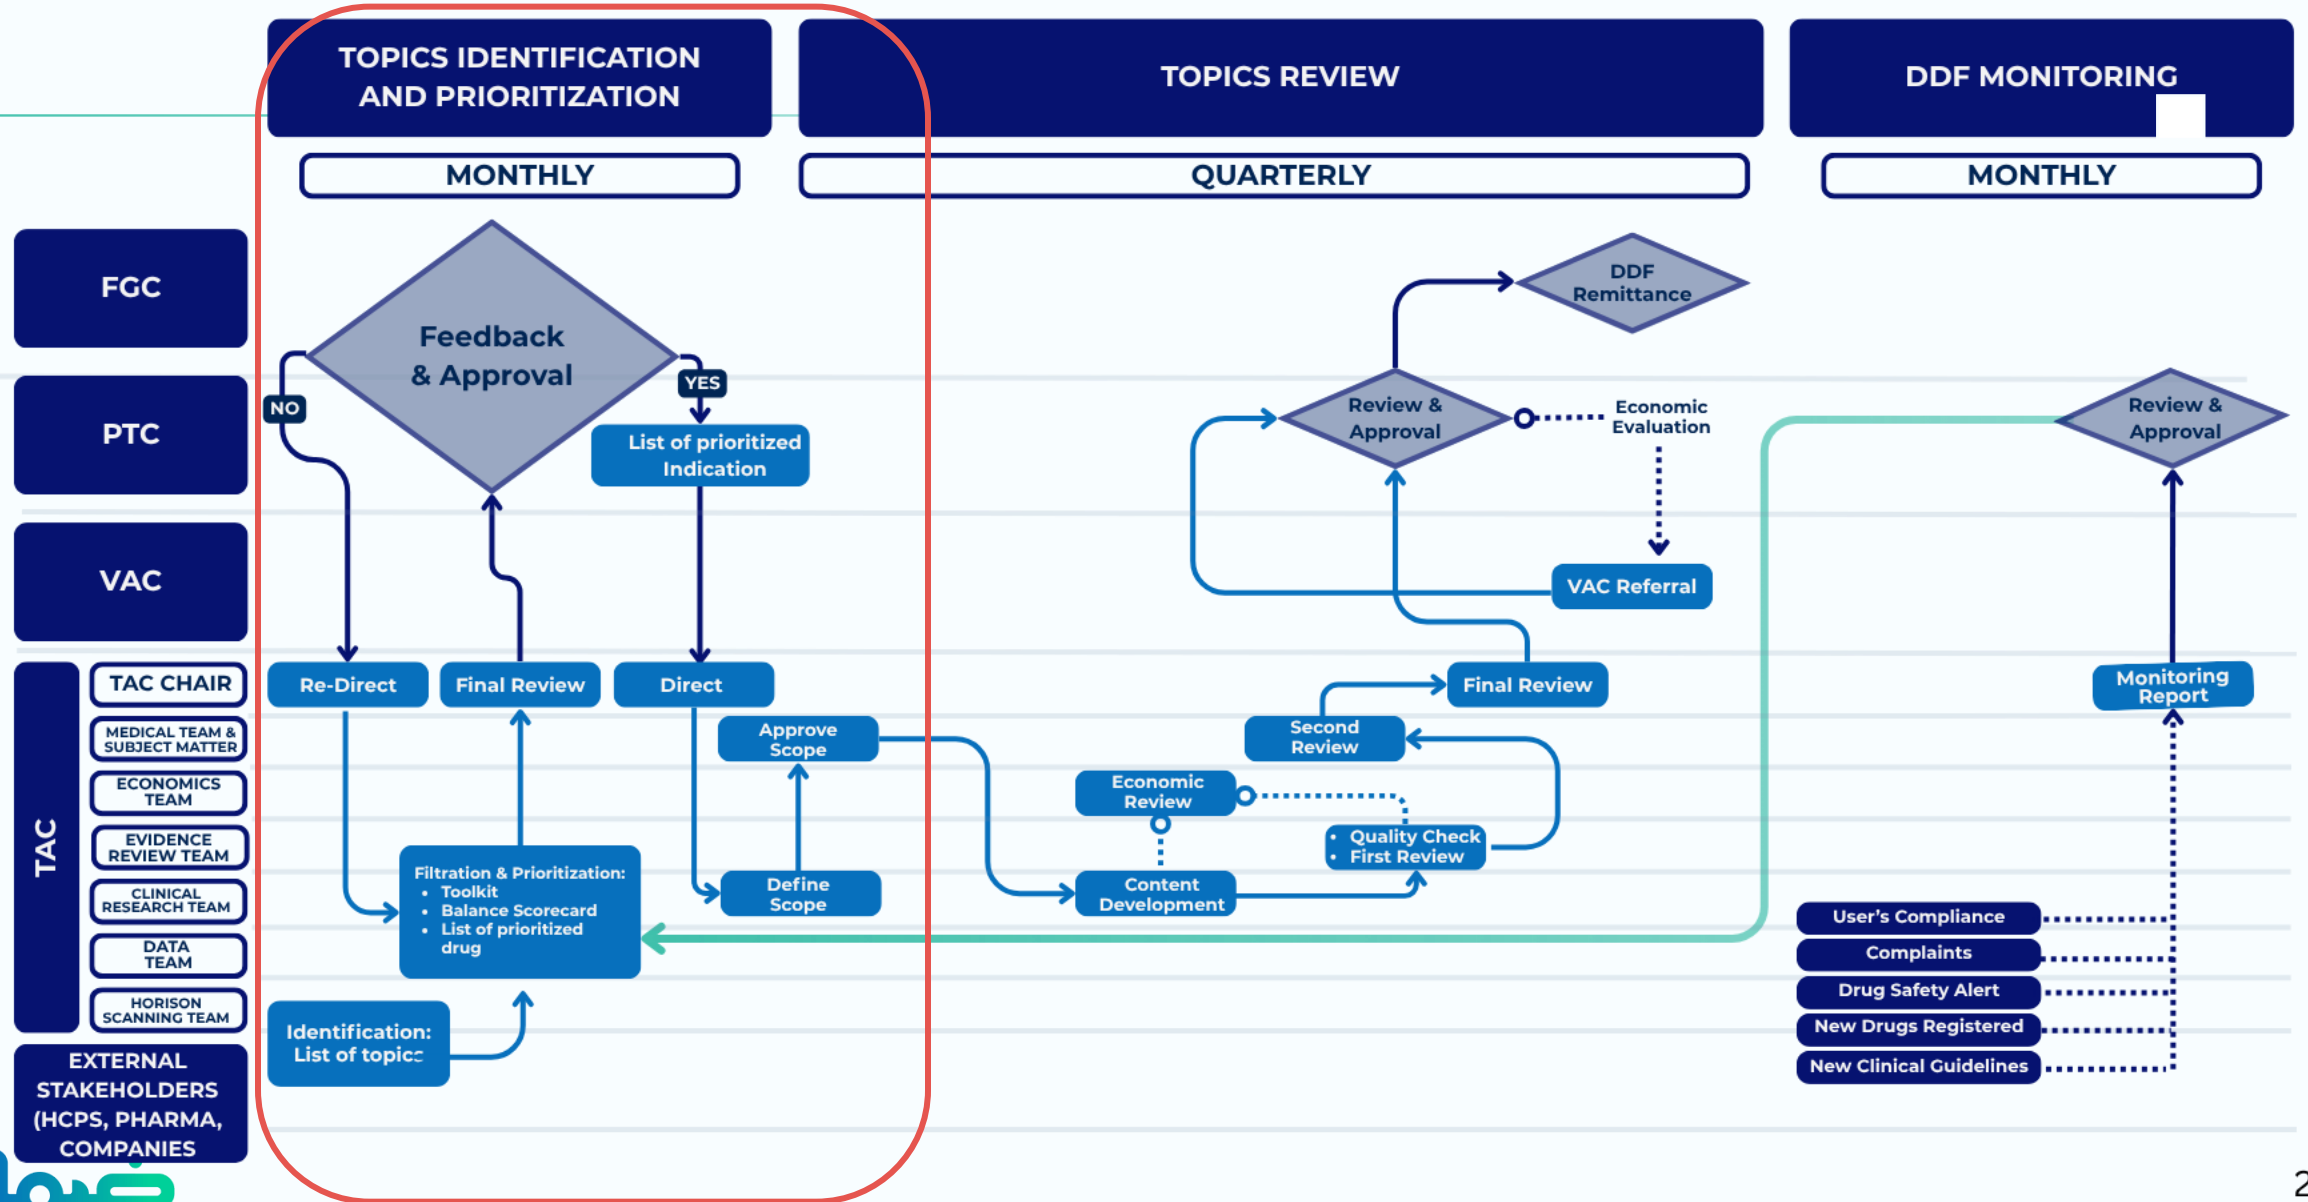 TOPICS IDENTIFICATION
AND PRIORITIZATION
TOPICS REVIEW
DDF MONITORING
MONTHLY
QUARTERLY
MONTHLY
FGC
PTC
VAC
TAC
TAC CHAIR
MEDICAL TEAM &
SUBJECT MATTER
ECONOMICS
TEAM
EVIDENCE
REVIEW TEAM
CLINICAL
RESEARCH TEAM
DATA
TEAM
HORISON
SCANNING TEAM
EXTERNAL
STAKEHOLDERS
(HCPS, PHARMA,
COMPANIES
Feedback
& Approval
NO
YES
List of prioritized
Indication
Re-Direct
Final Review
Direct
Approve
Scope
Define
Scope
Filtration & Prioritization:
• Toolkit
• Balance Scorecard
• List of prioritized
drug
Identification:
List of topics
DDF
Remittance
Review &
Approval
Economic
Evaluation
VAC Referral
Final Review
Second
Review
Economic
Review
• Quality Check
• First Review
Content
Development
Review &
Approval
Monitoring
Report
User's Compliance
Complaints
Drug Safety Alert
New Drugs Registered
New Clinical Guidelines
2